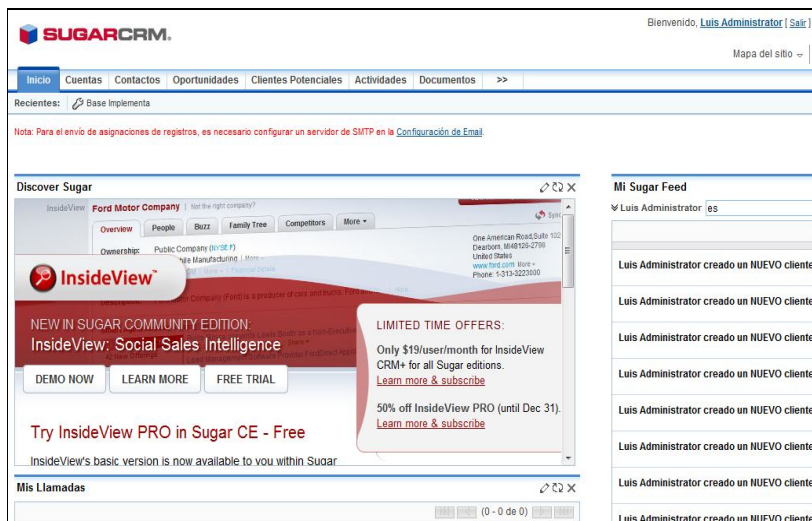 Bienvenido, Luis Administrator [ Salir ]
SUGARCRM.
Mapa del sitio
Inicio Cuentas Contactos Oportunidades Clientes Potenciales Actividades Documentos >>
Recientes: Base Implementa
Nota: Para el envío de asignaciones de registros, es necesario configurar un servidor de SMTP en la Configuración de Email.
Discover Sugar
InsideView Ford Motor Company | Not the right company?
Overview People Buzz Family Tree Competitors More
Sync
Ownership: Public Company (NYSE:F)
One American Road,Suite 102
Dearborn, MI48126-2798
United States
www.ford.com More
Phone: 1-313-3223000
InsideView
NEW IN SUGAR COMMUNITY EDITION:
InsideView: Social Sales Intelligence
DEMO NOW LEARN MORE FREE TRIAL
LIMITED TIME OFFERS:
Only $19/user/month for InsideView
CRM+ for all Sugar editions.
Learn more & subscribe
50% off InsideView PRO (until Dec 31).
Learn more & subscribe
Try InsideView PRO in Sugar CE - Free
InsideView's basic version is now available to you within Sugar
Mis Llamadas
(0 - 0 de 0)
Mi Sugar Feed
Luis Administrator es
Luis Administrator creado un NUEVO cliente
Luis Administrator creado un NUEVO cliente
Luis Administrator creado un NUEVO cliente
Luis Administrator creado un NUEVO cliente
Luis Administrator creado un NUEVO cliente
Luis Administrator creado un NUEVO cliente
Luis Administrator creado un NUEVO cliente
Luis Administrator creado un NUEVO cliente